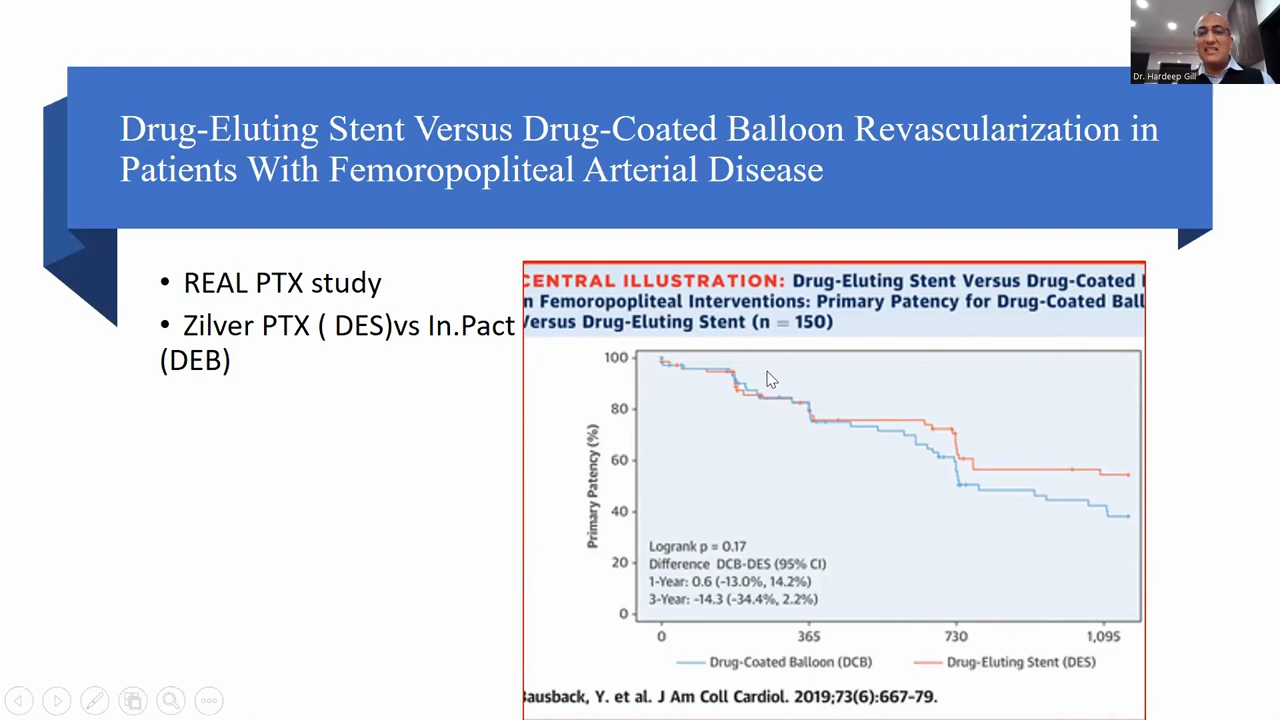 Dr. Hardeep Gill
Drug-Eluting Stent Versus Drug-Coated Balloon Revascularization in
Patients With Femoropopliteal Arterial Disease
• REAL PTX study
• Zilver PTX ( DES)vs In.Pact
(DEB)
CENTRAL ILLUSTRATION: Drug-Eluting Stent Versus Drug-Coated
n Femoropopliteal Interventions: Primary Patency for Drug-Coated Ball
Versus Drug-Eluting Stent (n = 150)
100
80
60
40
20
0
Primary Patency (%)
Logrank p = 0.17
Difference DCB-DES (95% CI)
1-Year: 0.6 (-13.0%, 14.2%)
3-Year: -14.3 (-34.4%, 2.2%)
0 365 730 1,095
Drug-Coated Balloon (DCB) Drug-Eluting Stent (DES)
Bausback, Y. et al. J Am Coll Cardiol. 2019;73(6):667-79.